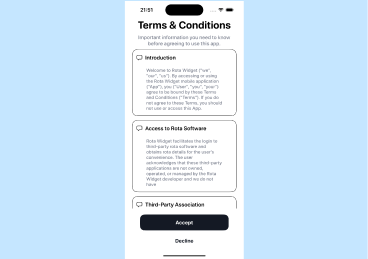 21:51
Terms & Conditions
Important information you need to know
before agreeing to use this app
Introduction
Welcome to Rota Widget ("we",
"our", "us"). By accessing or using
the Rota Widget mobile application
("App"), you ("user", "you", "your")
agree to be bound by these Terms
and Conditions ("Terms"). If you do
not agree to these Terms, you should
not use or access this App.
Access to Rota Software
Rota Widget facilitates the login to
third-party rota software and
obtains rota details for the user's
convenience. The user
acknowledges that these third-party
applications are not owned,
operated, or managed by the Rota
Widget developer and we do not
have
Third-Party Association
Accept
Decline